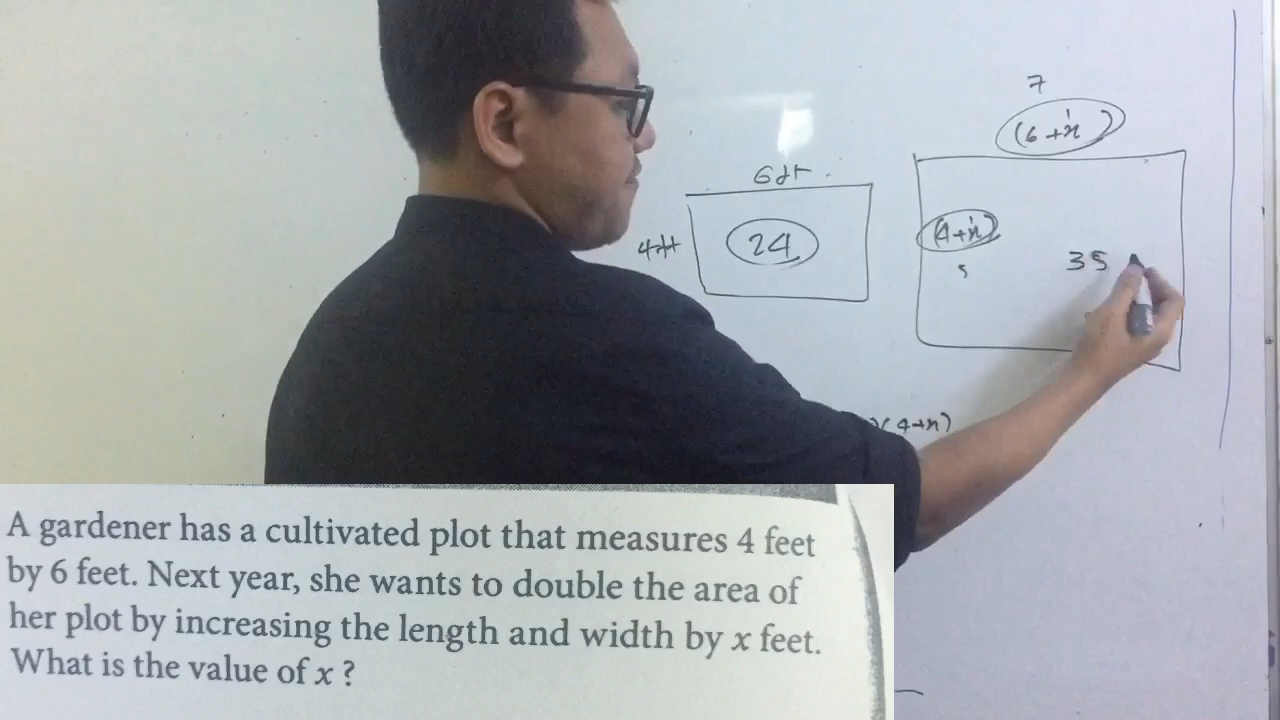 7
(6+x)
6ft
4ft
24
(4+x)
5
35
)(4+x)
A gardener has a cultivated plot that measures 4 feet
by 6 feet. Next year, she wants to double the area of
her plot by increasing the length and width by x feet.
What is the value of x ?